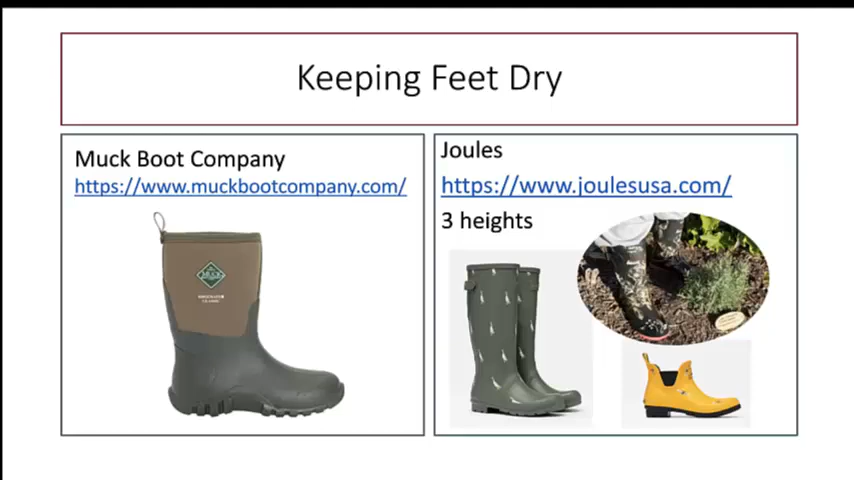 Keeping Feet Dry
Muck Boot Company
https://www.muckbootcompany.com/
Joules
https://www.joulesusa.com/
3 heights